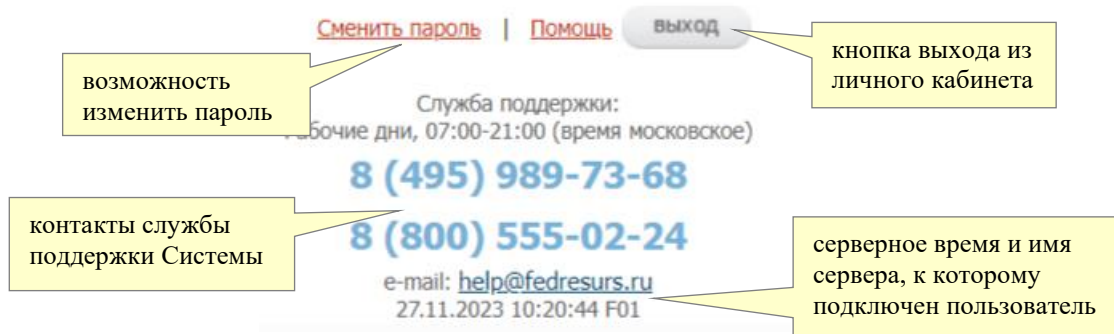 Сменить пароль | Помощь выход
кнопка выхода из
личного кабинета
возможность
изменить пароль
Служба поддержки:
дни, 07:00-21:00 (время московское)
8 (495) 989-73-68
контакты службы
поддержки Системы
8 (800) 555-02-24
серверное время и имя
сервера, к которому
подключен пользователь
e-mail: help@fedresurs.ru
27.11.2023 10:20:44 F01